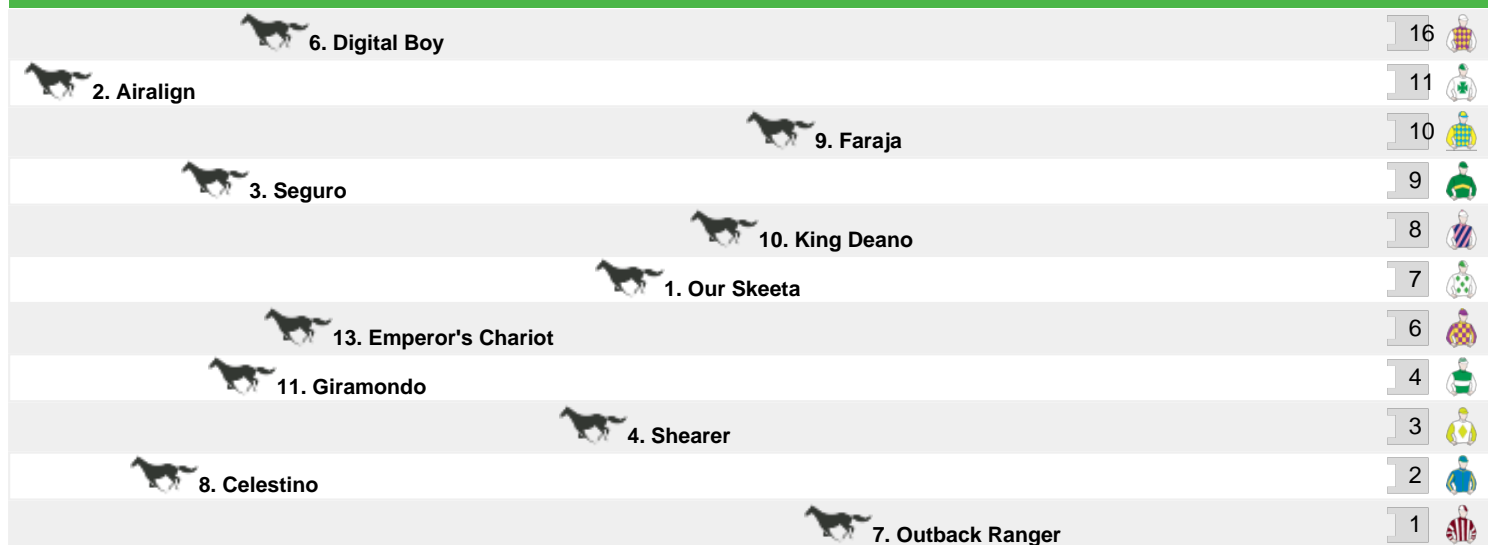 6. Digital Boy 16
2. Airalign 11
9. Faraja 10
3. Seguro 9
10. King Deano 8
1. Our Skeeta 7
13. Emperor's Chariot 6
11. Giramondo 4
4. Shearer 3
8. Celestino 2
7. Outback Ranger 1